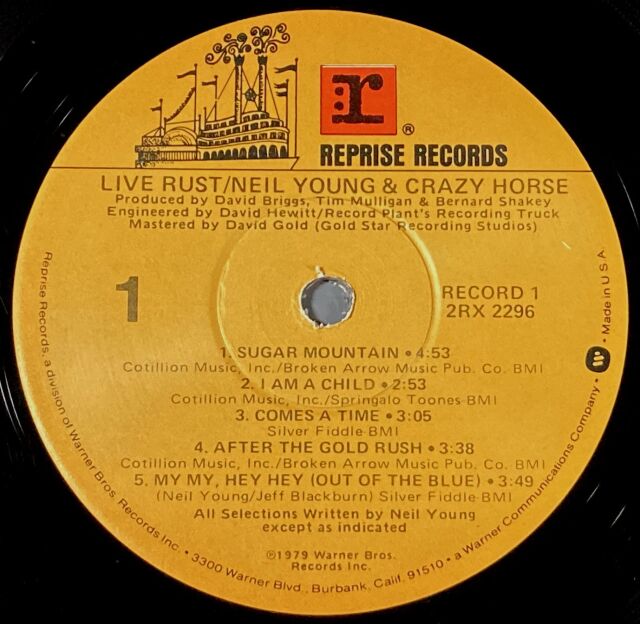 r
®
REPRISE RECORDS
LIVE RUST/NEIL YOUNG & CRAZY HORSE
Produced by David Briggs, Tim Mulligan & Bernard Shakey
Engineered by David Hewitt/Record Plant's Recording Truck
Mastered by David Gold (Gold Star Recording Studios)
1
RECORD 1
2RX 2296
1. SUGAR MOUNTAIN • 4:53
Cotillion Music, Inc./Broken Arrow Music Pub. Co. BMI
2. I AM A CHILD • 2:53
Cotillion Music, Inc./Springalo Toones BMI
3. COMES A TIME • 3:05
Silver Fiddle-BMI
4. AFTER THE GOLD RUSH • 3:38
Cotillion Music, Inc./Broken Arrow Music Pub. Co. BMI
5. MY MY, HEY HEY (OUT OF THE BLUE) • 3:49
(Neil Young/Jeff Blackburn) Silver Fiddle-BMI
All Selections Written by Neil Young
except as indicated
℗1979 Warner Bros.
Records Inc.
Reprise Records, a division of Warner Bros. Records Inc. • 3300 Warner Blvd., Burbank, Calif. 91510 • a Warner Communications Company. W • Made in U.S.A.